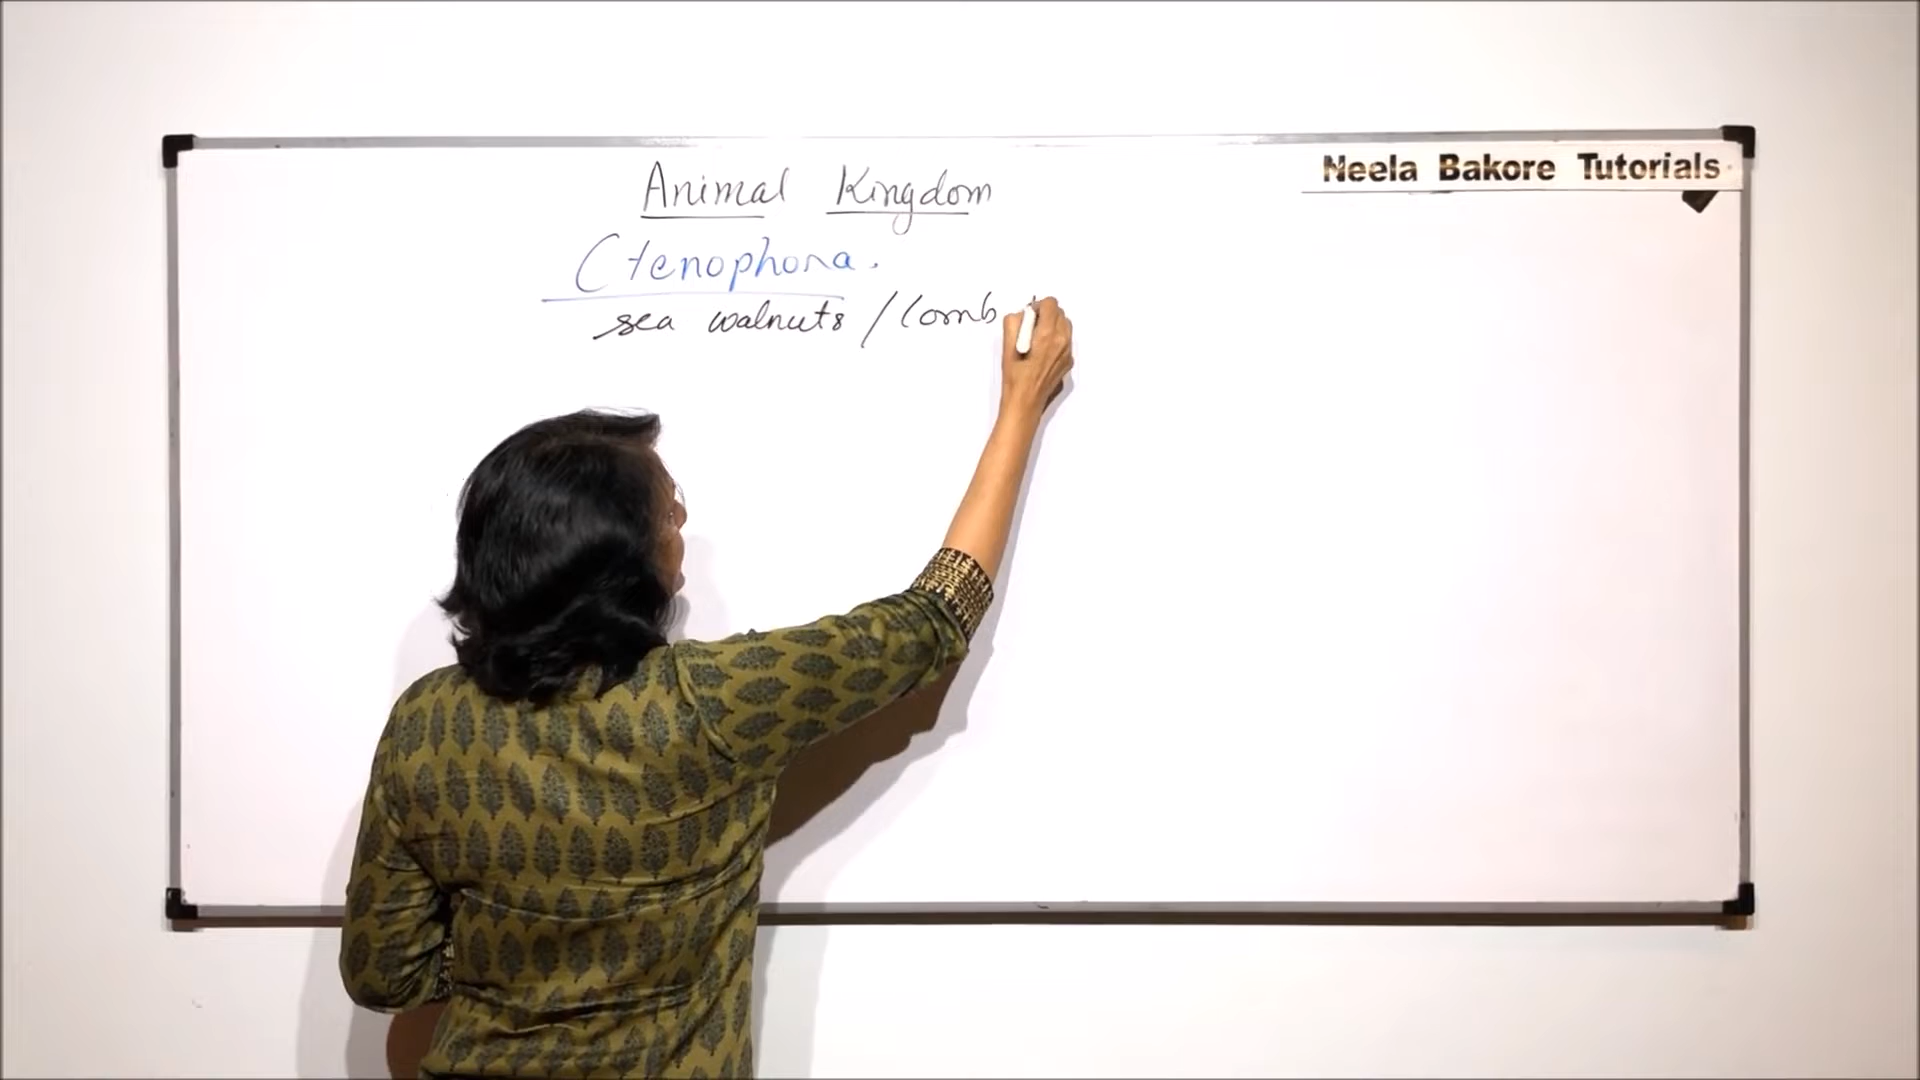 Animal Kingdom
Neela Bakore Tutorials
Ctenophora.
sea walnuts / Comb